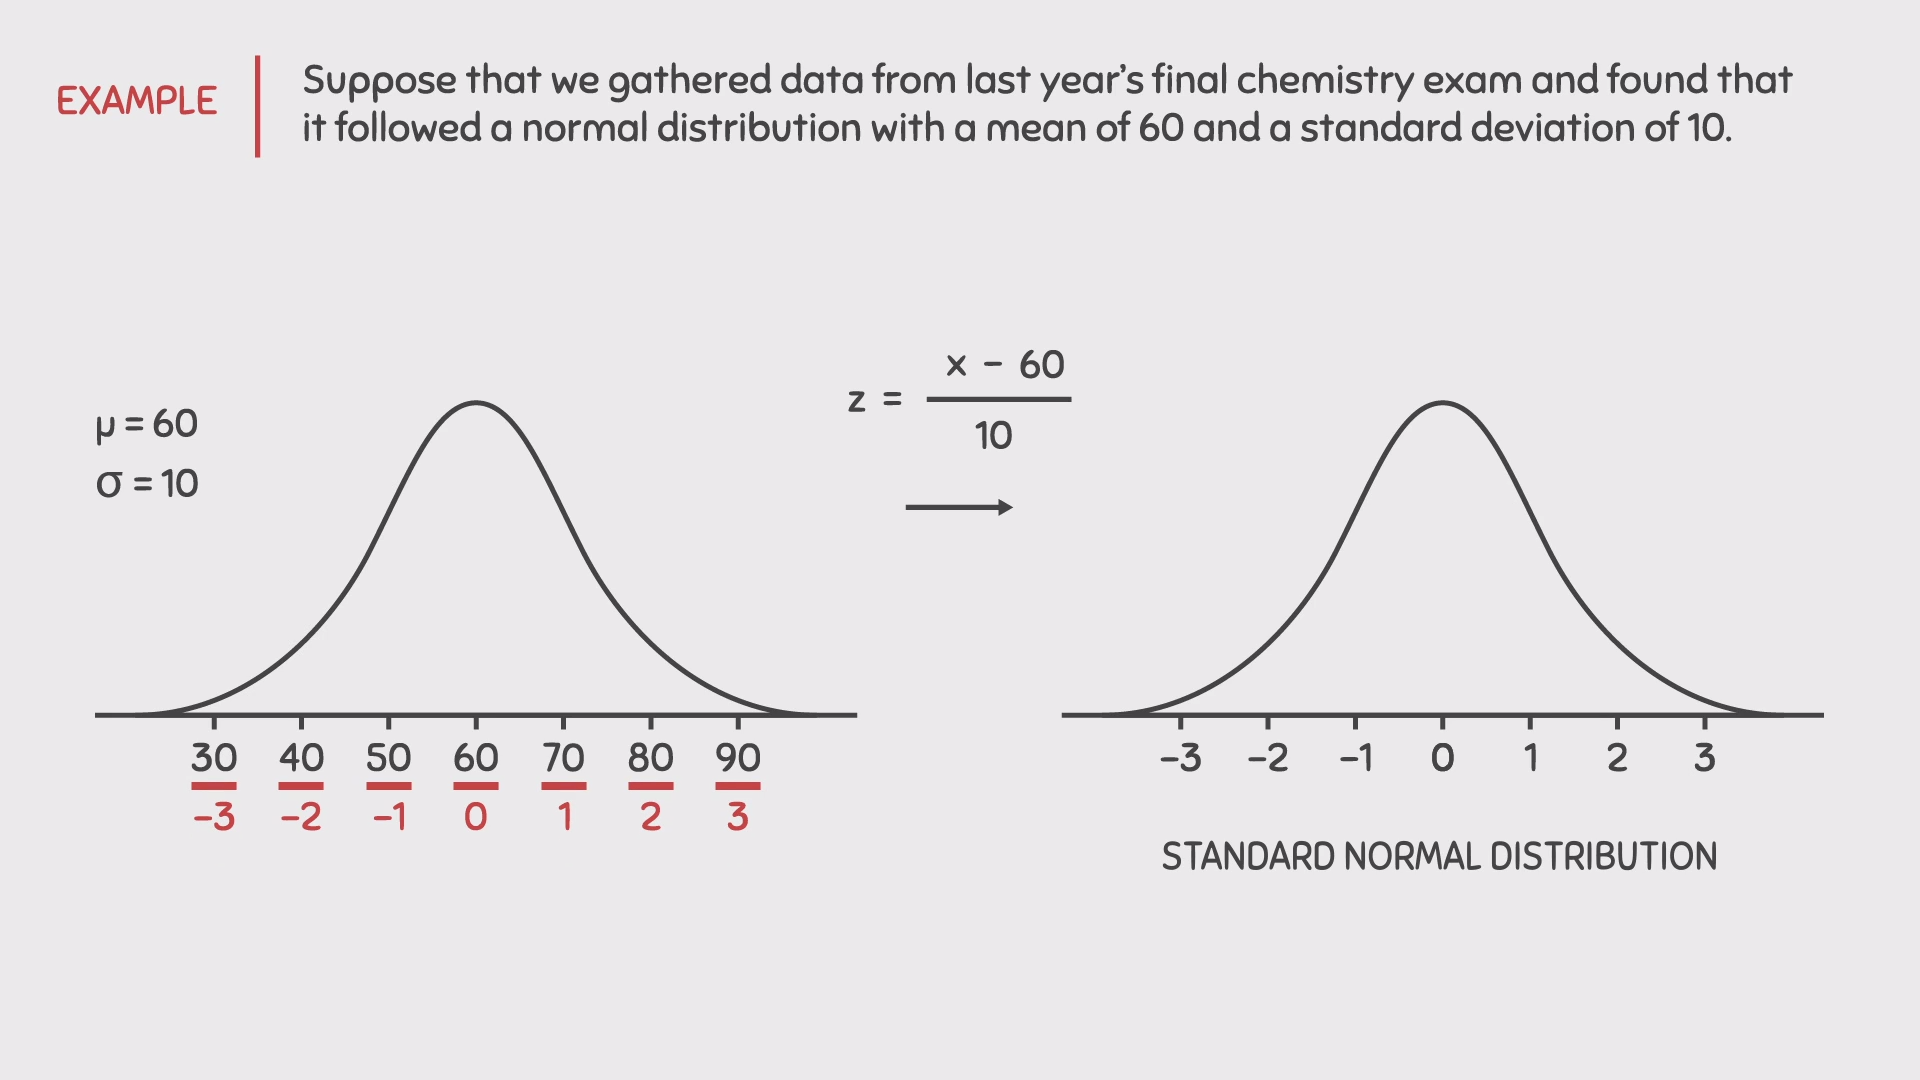 EXAMPLE
Suppose that we gathered data from last year's final chemistry exam and found that
it followed a normal distribution with a mean of 60 and a standard deviation of 10.
μ = 60
σ = 10
z = x - 60
10
30 40 50 60 70 80 90
-3 -2 -1 0 1 2 3
-3 -2 -1 0 1 2 3
STANDARD NORMAL DISTRIBUTION